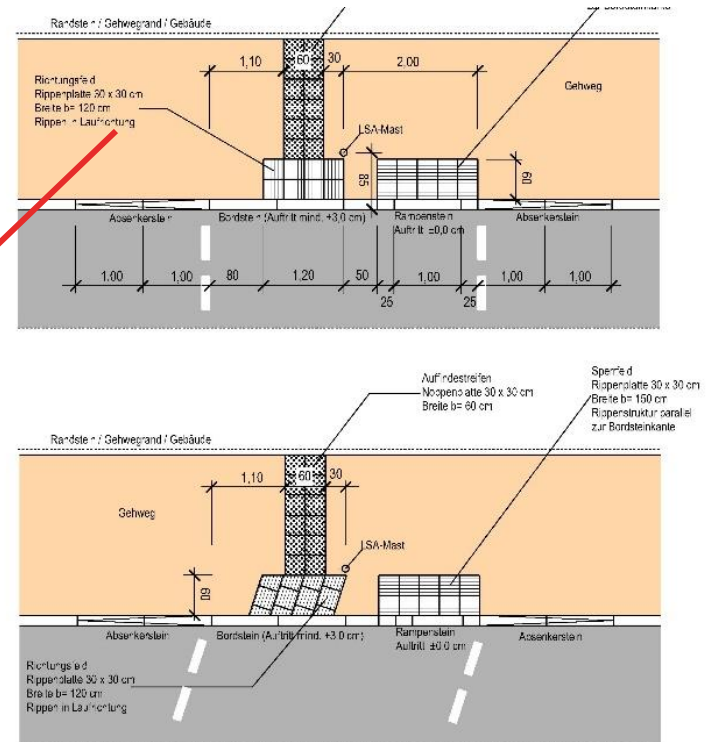 Randstein / Gehwegrand / Gebäude
1,10
60
30
2,00
Richtungsfeld
Rippenplatte 30 x 30 cm
Breite b= 120 cm
Rippen in Laufrichtung
Gehweg
LSA-Mast
85
60
Absenkerstein
Bordstein (Auftritt mind. +3,0 cm)
Rampenstein
Auftritt ±0,0 cm
Absenkerstein
1,00
1,00
80
1,20
50
1,00
1,00
1,00
25
25
Auffindestreifen
Noppenplatte 30 x 30 cm
Breite b= 60 cm
Sperrfeld
Rippenplatte 30 x 30 cm
Breite b= 150 cm
Rippenstruktur parallel
zur Bordsteinkante
Randstein / Gehwegrand / Gebäude
1,10
60
30
Gehweg
LSA-Mast
60
Absenkerstein
Bordstein (Auftritt mind. +3,0 cm)
Rampenstein
Auftritt ±0,0 cm
Absenkerstein
Richtungsfeld
Rippenplatte 30 x 30 cm
Breite b= 120 cm
Rippen in Laufrichtung